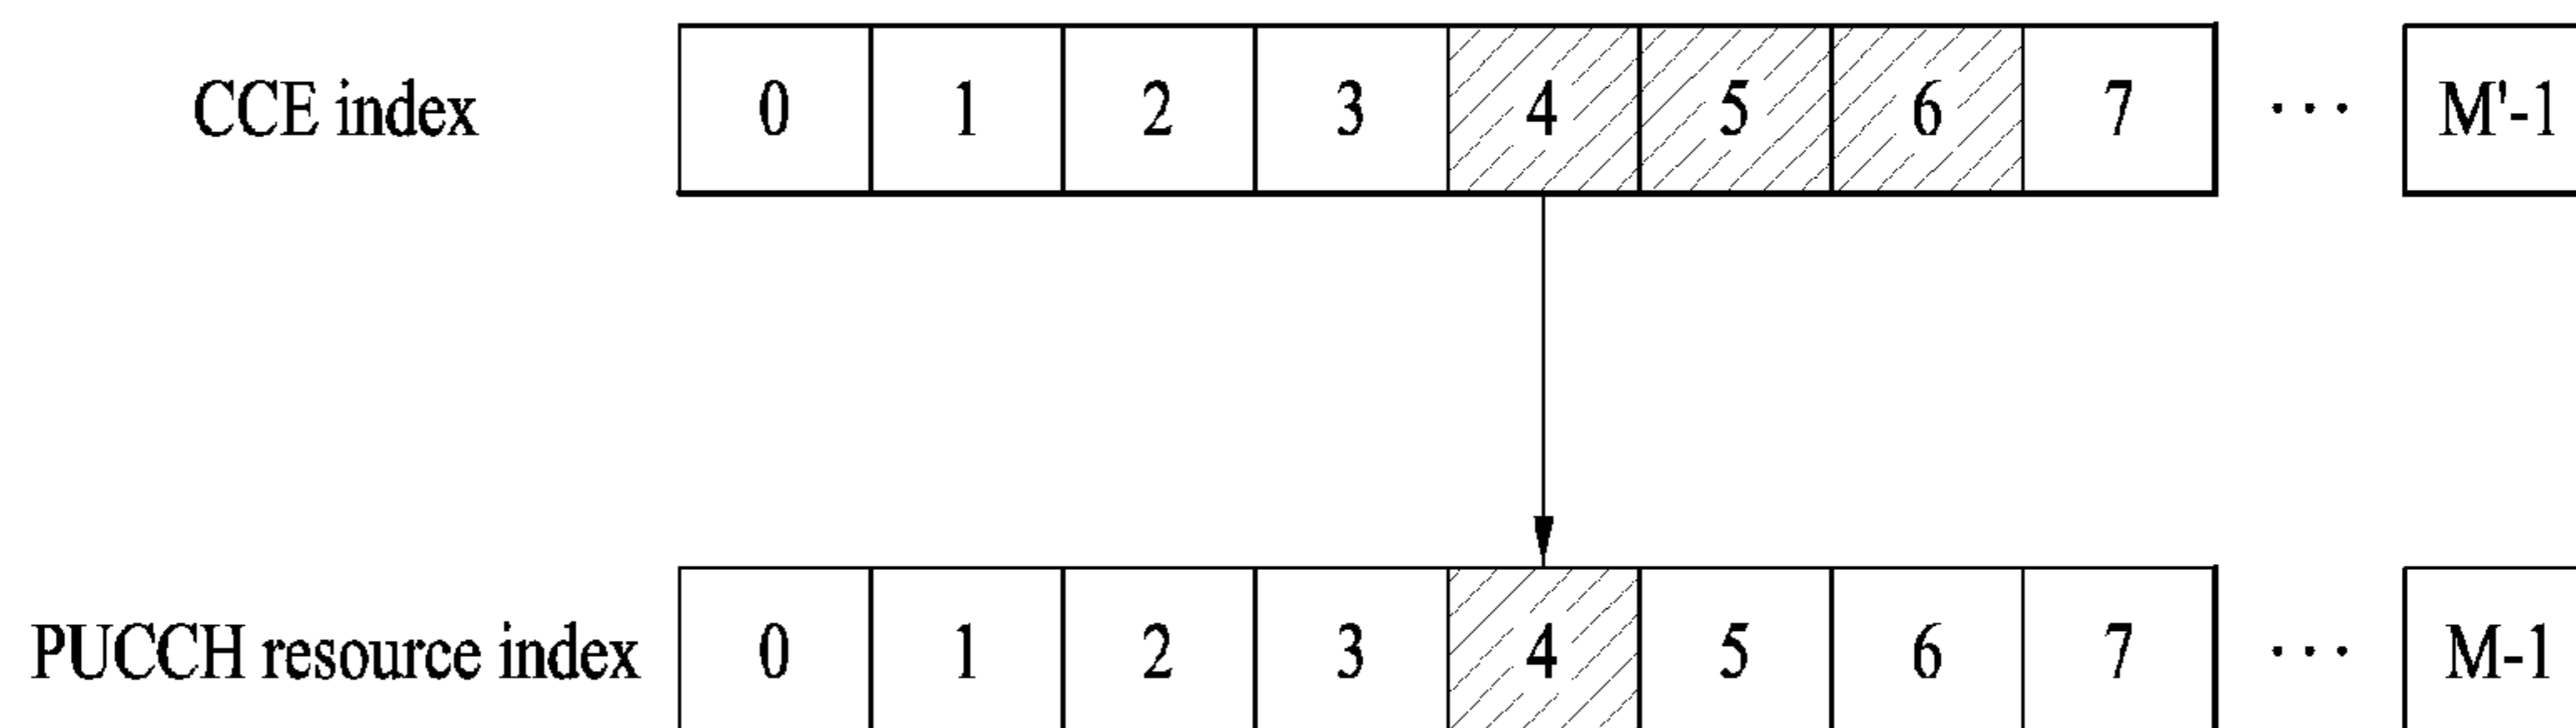 CCE index 0 1 2 3 4 5 6 7 ... M'-1
PUCCH resource index 0 1 2 3 4 5 6 7 ... M-1